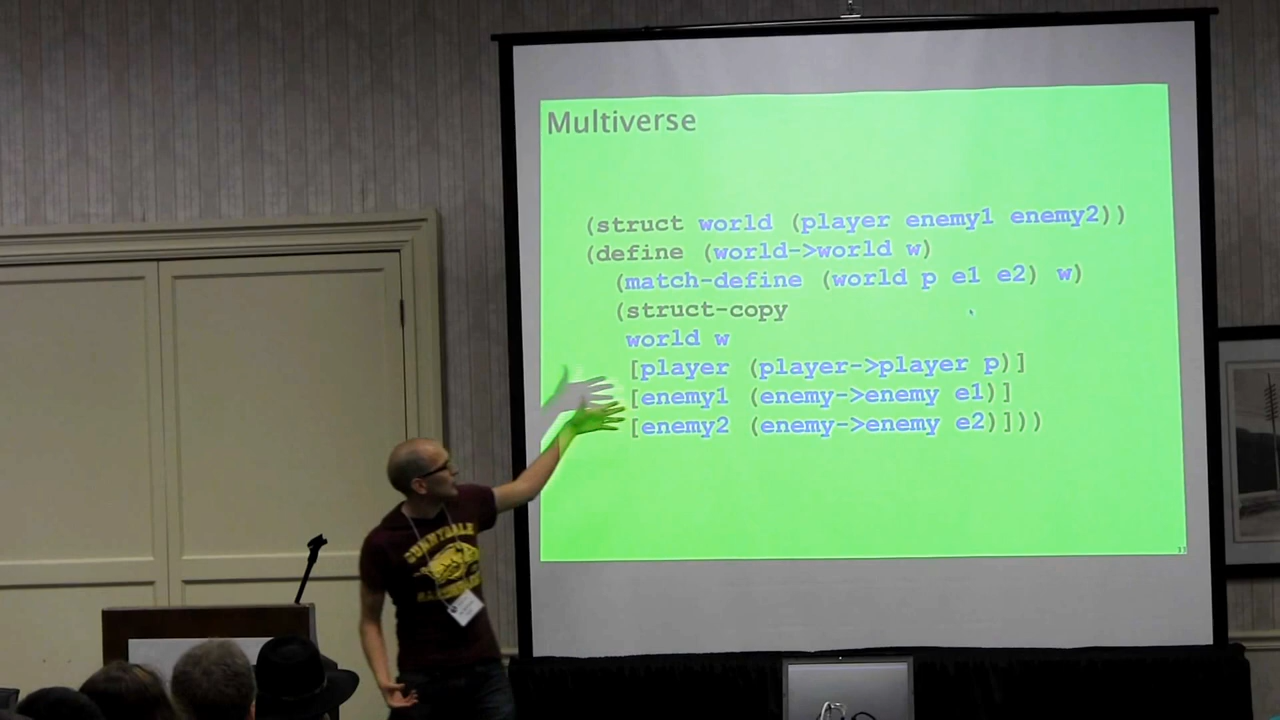 Multiverse
(struct world (player enemy1 enemy2))
(define (world->world w)
(match-define (world p e1 e2) w)
(struct-copy
world w
[player (player->player p)]
[enemy1 (enemy->enemy e1)]
[enemy2 (enemy->enemy e2)]))
SUNNYDALE